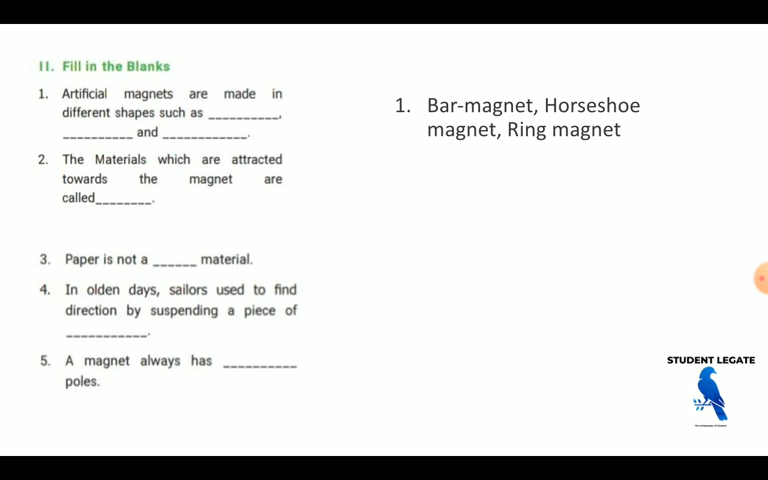 II. Fill in the Blanks
1. Artificial magnets are made in
different shapes such as __________,
__________ and ____________.
2. The Materials which are attracted
towards the magnet are
called________.
3. Paper is not a ______ material.
4. In olden days, sailors used to find
direction by suspending a piece of
___________.
5. A magnet always has __________
poles.
1. Bar-magnet, Horseshoe
magnet, Ring magnet
STUDENT LEGATE